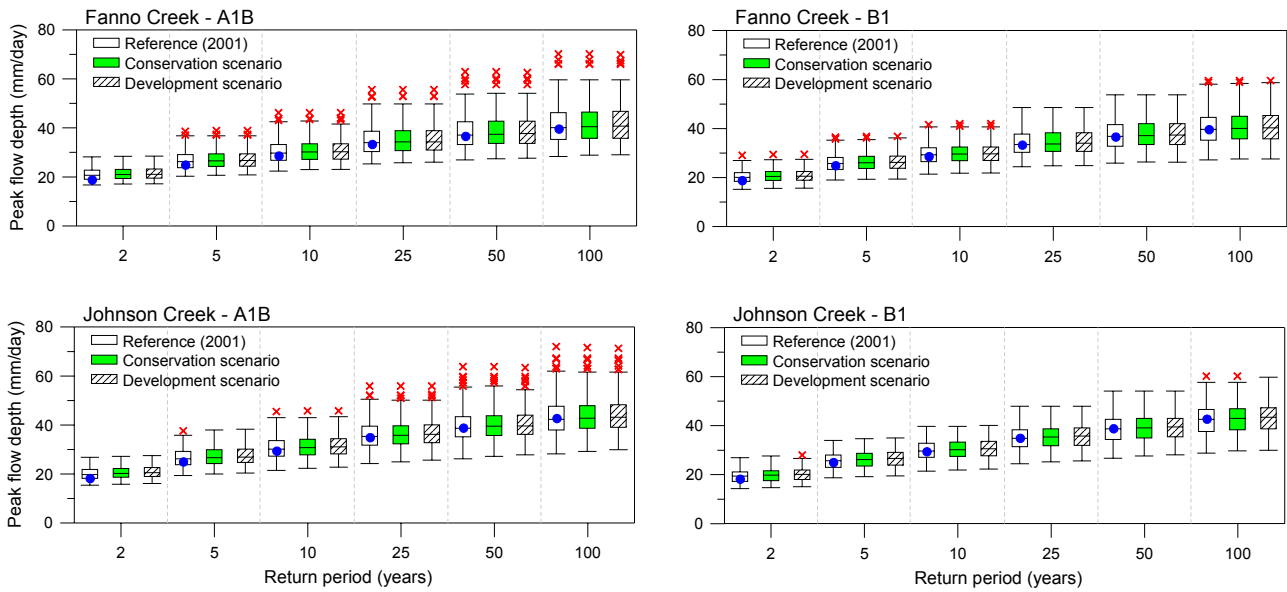 Fanno Creek - A1B
Peak flow depth (mm/day)
80
60
40
20
0
Reference (2001)
Conservation scenario
Development scenario
2 5 10 25 50 100
Fanno Creek - B1
80
60
40
20
0
Reference (2001)
Conservation scenario
Development scenario
2 5 10 25 50 100
Johnson Creek - A1B
Peak flow depth (mm/day)
80
60
40
20
0
Reference (2001)
Conservation scenario
Development scenario
2 5 10 25 50 100
Return period (years)
Johnson Creek - B1
80
60
40
20
0
Reference (2001)
Conservation scenario
Development scenario
2 5 10 25 50 100
Return period (years)